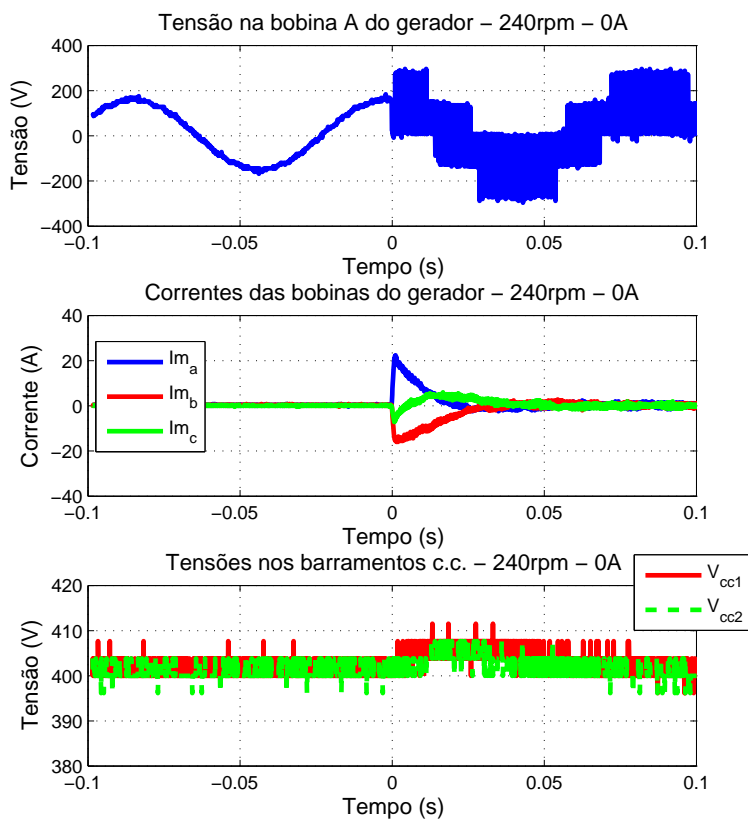 Tensão na bobina A do gerador − 240rpm − 0A
400
200
0
−200
−400
Tensão (V)
−0.1 −0.05 0 0.05 0.1
Tempo (s)
Correntes das bobinas do gerador − 240rpm − 0A
40
20
0
−20
−40
Corrente (A)
Im_a
Im_b
Im_c
−0.1 −0.05 0 0.05 0.1
Tempo (s)
Tensões nos barramentos c.c. − 240rpm − 0A
420
410
400
390
380
Tensão (V)
V_cc1
V_cc2
−0.1 −0.05 0 0.05 0.1
Tempo (s)